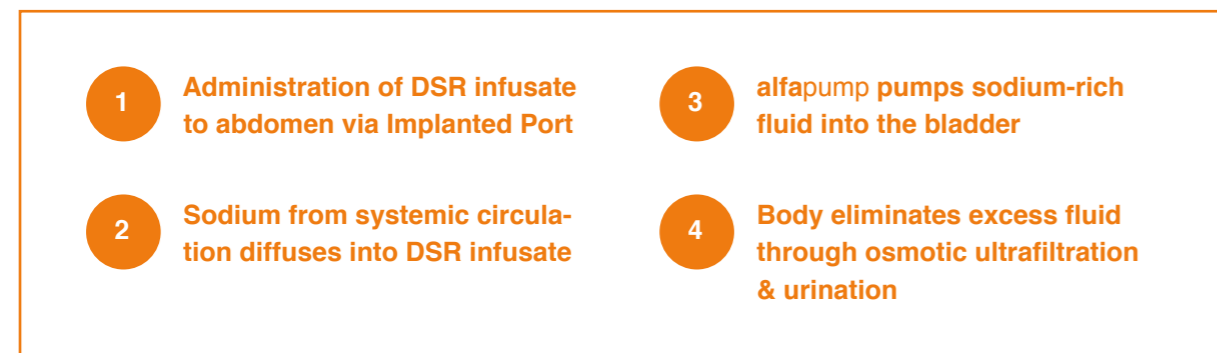 1
Administration of DSR infusate
to abdomen via Implanted Port
2
Sodium from systemic circula-
tion diffuses into DSR infusate
3
alfapump pumps sodium-rich
fluid into the bladder
4
Body eliminates excess fluid
through osmotic ultrafiltration
& urination